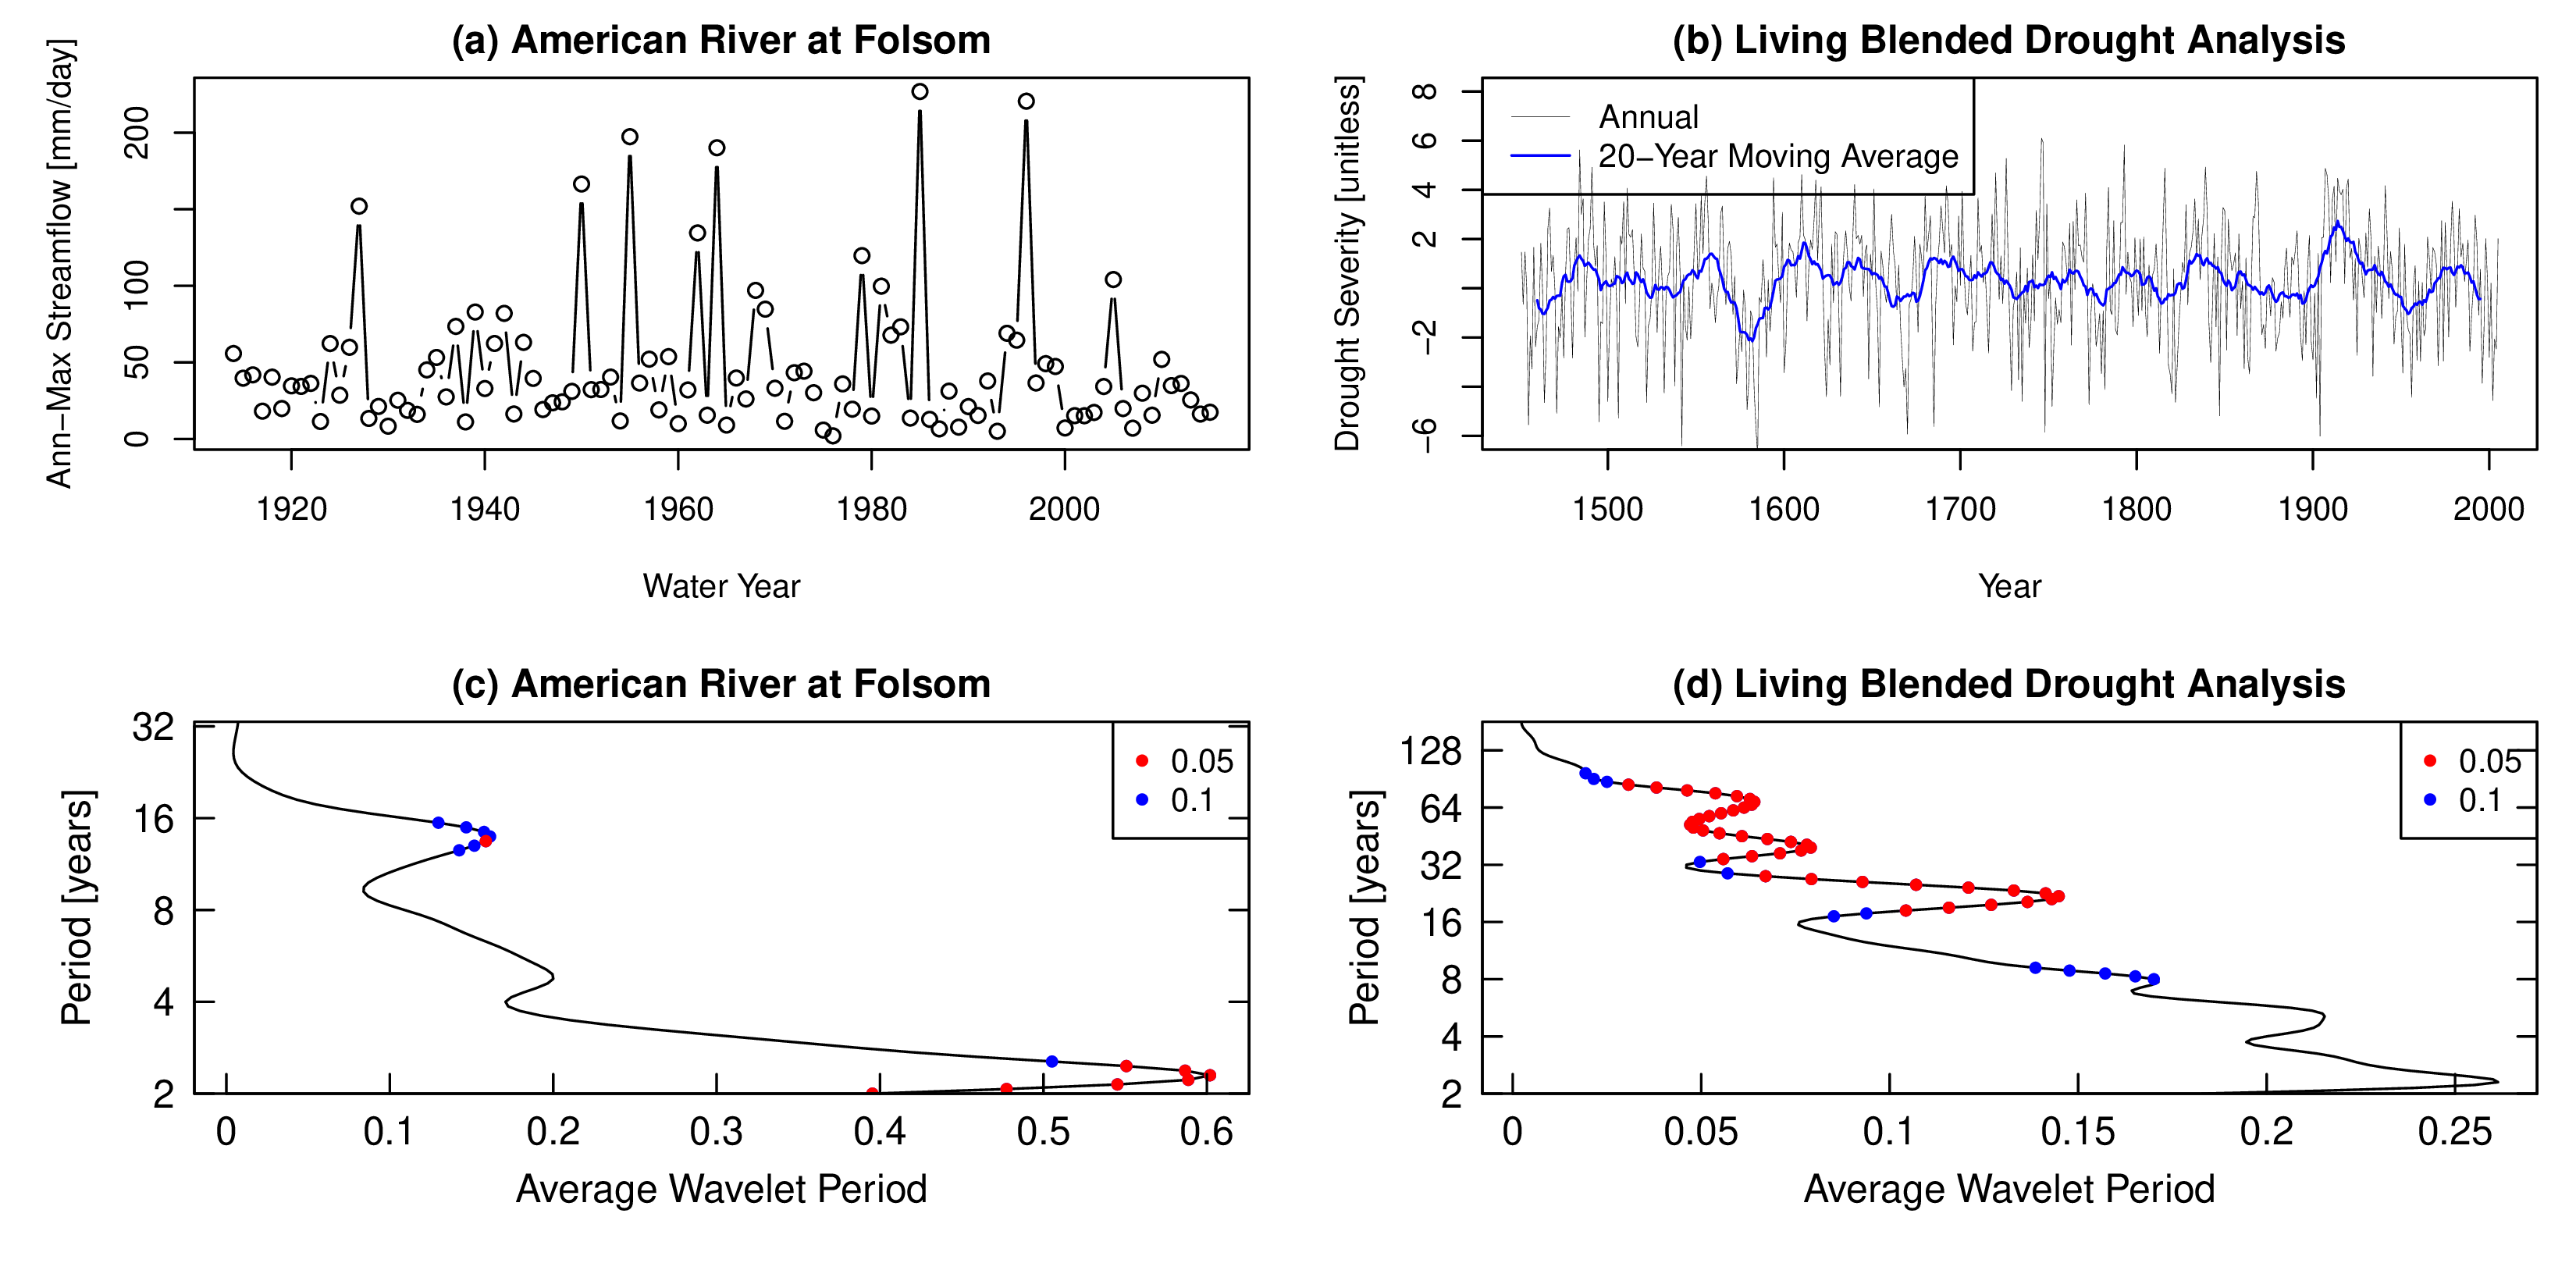 (a) American River at Folsom
Ann−Max Streamflow [mm/day]
200
100
50
0
1920 1940 1960 1980 2000
Water Year
(b) Living Blended Drought Analysis
Drought Severity [unitless]
8
6
4
2
−2
−6
Annual
20−Year Moving Average
1500 1600 1700 1800 1900 2000
Year
(c) American River at Folsom
Period [years]
32
16
8
4
2
0.05
0.1
0 0.1 0.2 0.3 0.4 0.5 0.6
Average Wavelet Period
(d) Living Blended Drought Analysis
Period [years]
128
64
32
16
8
4
2
0.05
0.1
0 0.05 0.1 0.15 0.2 0.25
Average Wavelet Period